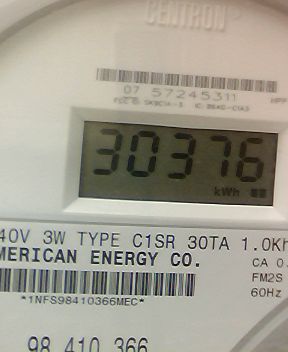 CENTRON
07 57245311
30376
kWh
40V 3W TYPE C1SR 30TA 1.0Kh
MERICAN ENERGY CO.
CA 0.
FM2S
60Hz
*1NFS98410366MEC*
98 410 366